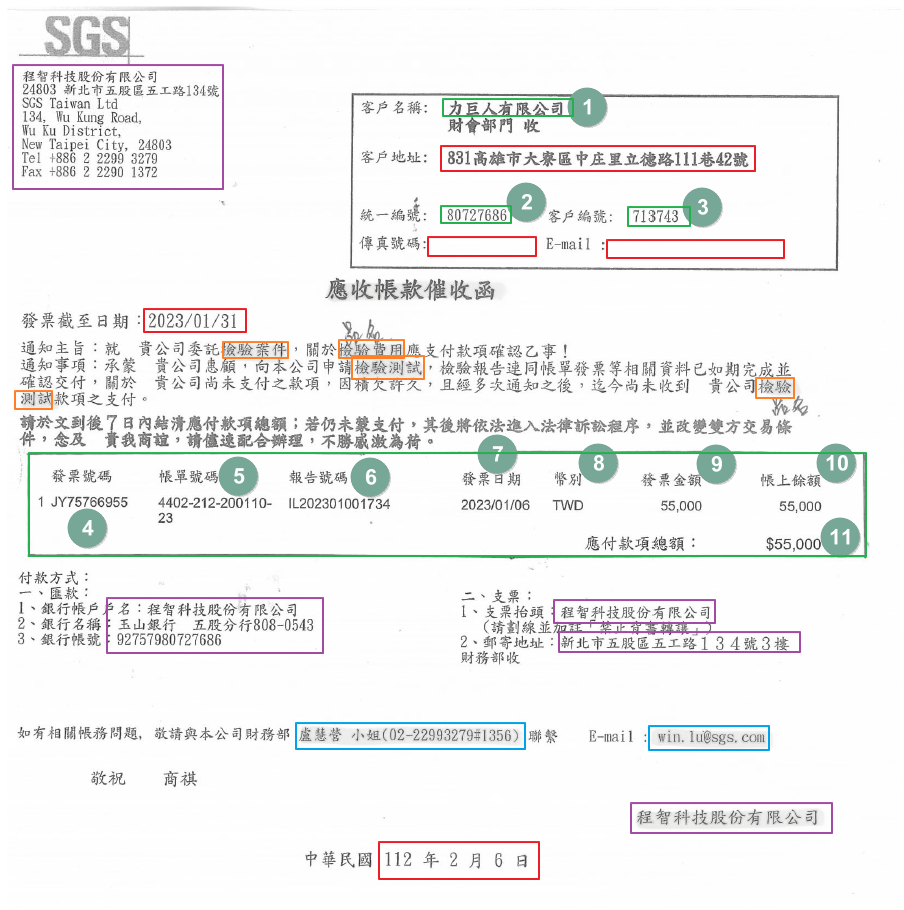 SGS
程智科技股份有限公司
24803 新北市五股區五工路134號
SGS Taiwan Ltd
134, Wu Kung Road,
Wu Ku District,
New Taipei City, 24803
Tel +886 2 2299 3279
Fax +886 2 2290 1372
客戶名稱: 力巨人有限公司 1
財會部門 收
客戶地址: 831高雄市大寮區中庄里立德路111巷42號
統一編號: 80727686 2 客戶編號: 713743 3
傳真號碼: E-mail :
應收帳款催收函
發票截至日期：2023/01/31
通知主旨：就 貴公司委託檢驗案件，關於檢驗費用應支付款項確認乙事！
通知事項：承蒙 貴公司惠顧，向本公司申請檢驗測試，檢驗報告連同帳單發票等相關資料已如期完成並
確認交付，關於 貴公司尚未支付之款項，因積欠許久，且經多次通知之後，迄今尚未收到 貴公司檢驗
測試款項之支付。
請於文到後7日內結清應付款項總額；若仍未蒙支付，其後將依法進入法律訴訟程序，並改變雙方交易條
件，念及 貴我商誼，請儘速配合辦理，不勝感激為荷。
發票號碼 帳單號碼 5 報告號碼 6 發票日期 7 幣別 8 發票金額 9 帳上餘額 10
1 JY75766955 4402-212-200110-23 IL202301001734 2023/01/06 TWD 55,000 55,000
4
應付款項總額： $55,000 11
付款方式：
一、匯款：
1、銀行帳戶戶名：程智科技股份有限公司
2、銀行名稱：玉山銀行 五股分行808-0543
3、銀行帳號：92757980727686
二、支票：
1、支票抬頭：程智科技股份有限公司
（請劃線並加註「禁止背書轉讓」）
2、郵寄地址：新北市五股區五工路１３４號３樓
財務部收
如有相關帳務問題, 敬請與本公司財務部 盧慧營 小姐(02-22993279#1356) 聯繫 E-mail : win.lu@sgs.com
敬祝 商祺
程智科技股份有限公司
中華民國 112 年 2 月 6 日